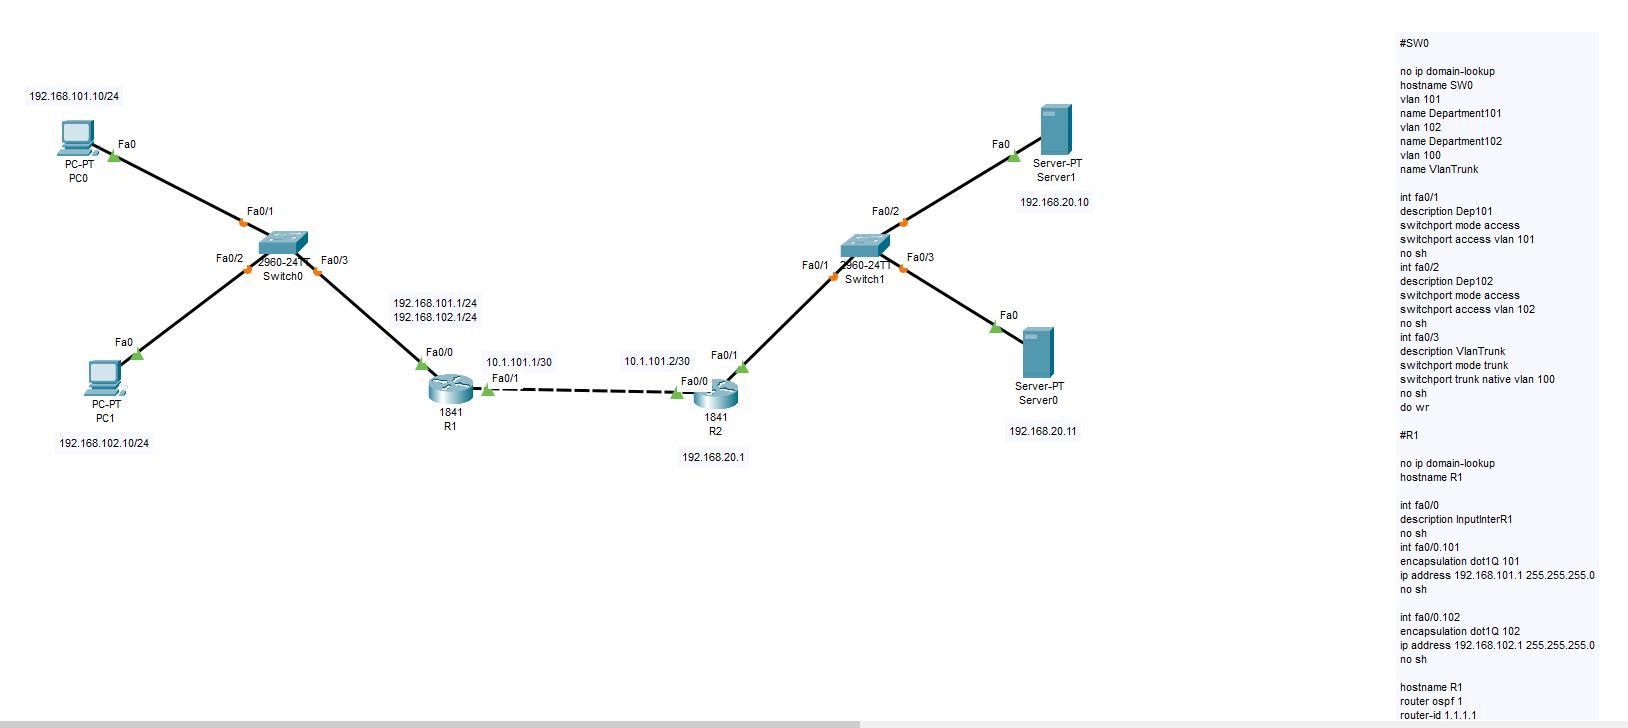 192.168.101.10/24
Fa0
PC-PT
PC0
Fa0/1
Fa0/2
2960-24TT
Switch0
Fa0/3
Fa0
PC-PT
PC1
192.168.102.10/24
192.168.101.1/24
192.168.102.1/24
Fa0/0
10.1.101.1/30
Fa0/1
1841
R1
10.1.101.2/30
Fa0/1
Fa0/0
1841
R2
192.168.20.1
Fa0
Server-PT
Server1
192.168.20.10
Fa0/2
Fa0/1
2960-24TT
Switch1
Fa0/3
Fa0
Server-PT
Server0
192.168.20.11
#SW0
no ip domain-lookup
hostname SW0
vlan 101
name Department101
vlan 102
name Department102
vlan 100
name VlanTrunk
int fa0/1
description Dep101
switchport mode access
switchport access vlan 101
no sh
int fa0/2
description Dep102
switchport mode access
switchport access vlan 102
no sh
int fa0/3
description VlanTrunk
switchport mode trunk
switchport trunk native vlan 100
no sh
do wr
#R1
no ip domain-lookup
hostname R1
int fa0/0
description InputInterR1
no sh
int fa0/0.101
encapsulation dot1Q 101
ip address 192.168.101.1 255.255.255.0
no sh
int fa0/0.102
encapsulation dot1Q 102
ip address 192.168.102.1 255.255.255.0
no sh
hostname R1
router ospf 1
router-id 1.1.1.1